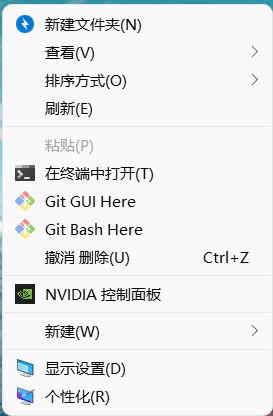 新建文件夹(N)
查看(V)
排序方式(O)
刷新(E)
粘贴(P)
在终端中打开(T)
Git GUI Here
Git Bash Here
撤消 删除(U) Ctrl+Z
NVIDIA 控制面板
新建(W)
显示设置(D)
个性化(R)